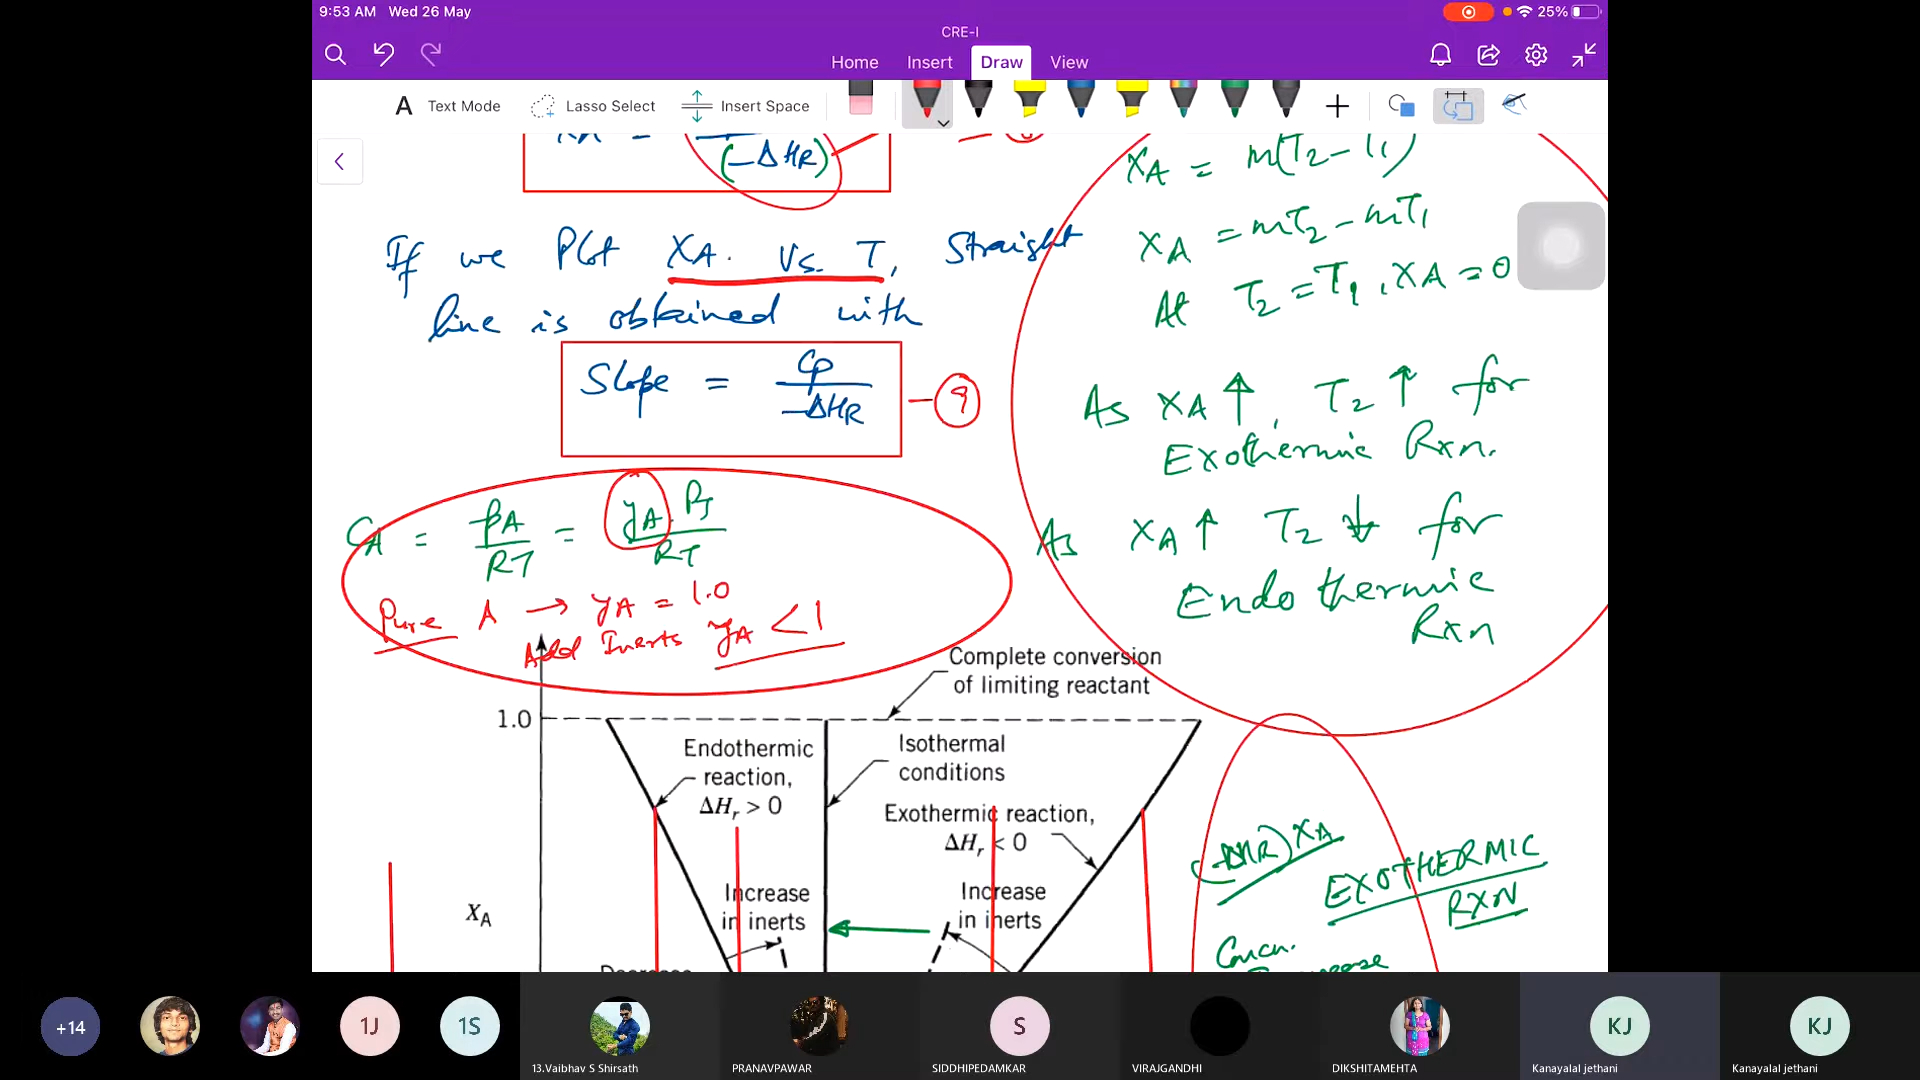 9:53 AM Wed 26 May
25%
CRE-I
Home Insert Draw View
A Text Mode Lasso Select Insert Space
(-ΔHR)
If we Plot XA. Vs. T, Straight
line is obtained with
Slope = Cp / -ΔHR - 9
CA = pA / RT = yA. / RT
Pure A → yA = 1.0
Add Inerts yA < 1
XA = m(T2 - T1)
XA = mT2 - mT1
At T2 = T1, XA = 0
As XA ↑, T2 ↑ for
Exothermic Rxn.
As XA ↑ T2 ↓ for
Endothermic
Rxn
Complete conversion
of limiting reactant
1.0
Endothermic
reaction,
ΔHr > 0
Isothermal
conditions
Exothermic reaction,
ΔHr < 0
Increase
in inerts
Increase
in inerts
XA
(-ΔHR) XA
EXOTHERMIC
RXN
Concn.
+14
1J
1S
S
KJ
KJ
13.Vaibhav S Shirsath
PRANAVPAWAR
SIDDHIPEDAMKAR
VIRAJGANDHI
DIKSHITAMEHTA
Kanayalal jethani
Kanayalal jethani